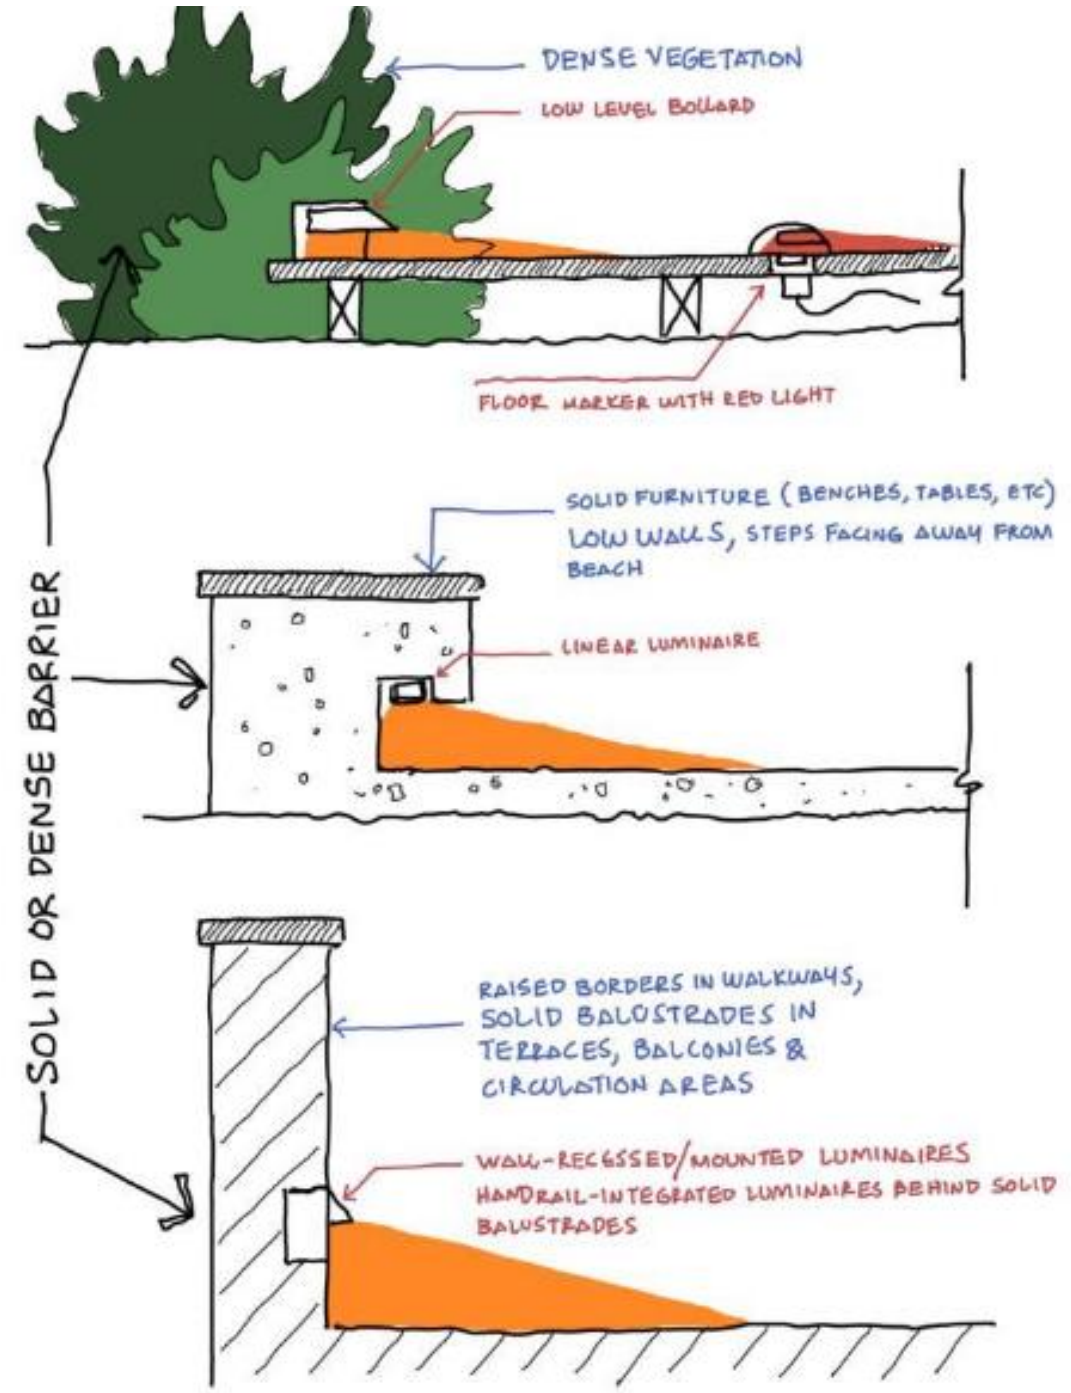 DENSE VEGETATION
LOW LEVEL BOLLARD
FLOOR MARKER WITH RED LIGHT
SOLID OR DENSE BARRIER
SOLID FURNITURE (BENCHES, TABLES, ETC)
LOW WALLS, STEPS FACING AWAY FROM
BEACH
LINEAR LUMINAIRE
RAISED BORDERS IN WALKWAYS,
SOLID BALUSTRADES IN
TERRACES, BALCONIES &
CIRCULATION AREAS
WALL-RECESSED/MOUNTED LUMINAIRES
HANDRAIL-INTEGRATED LUMINAIRES BEHIND SOLID
BALUSTRADES